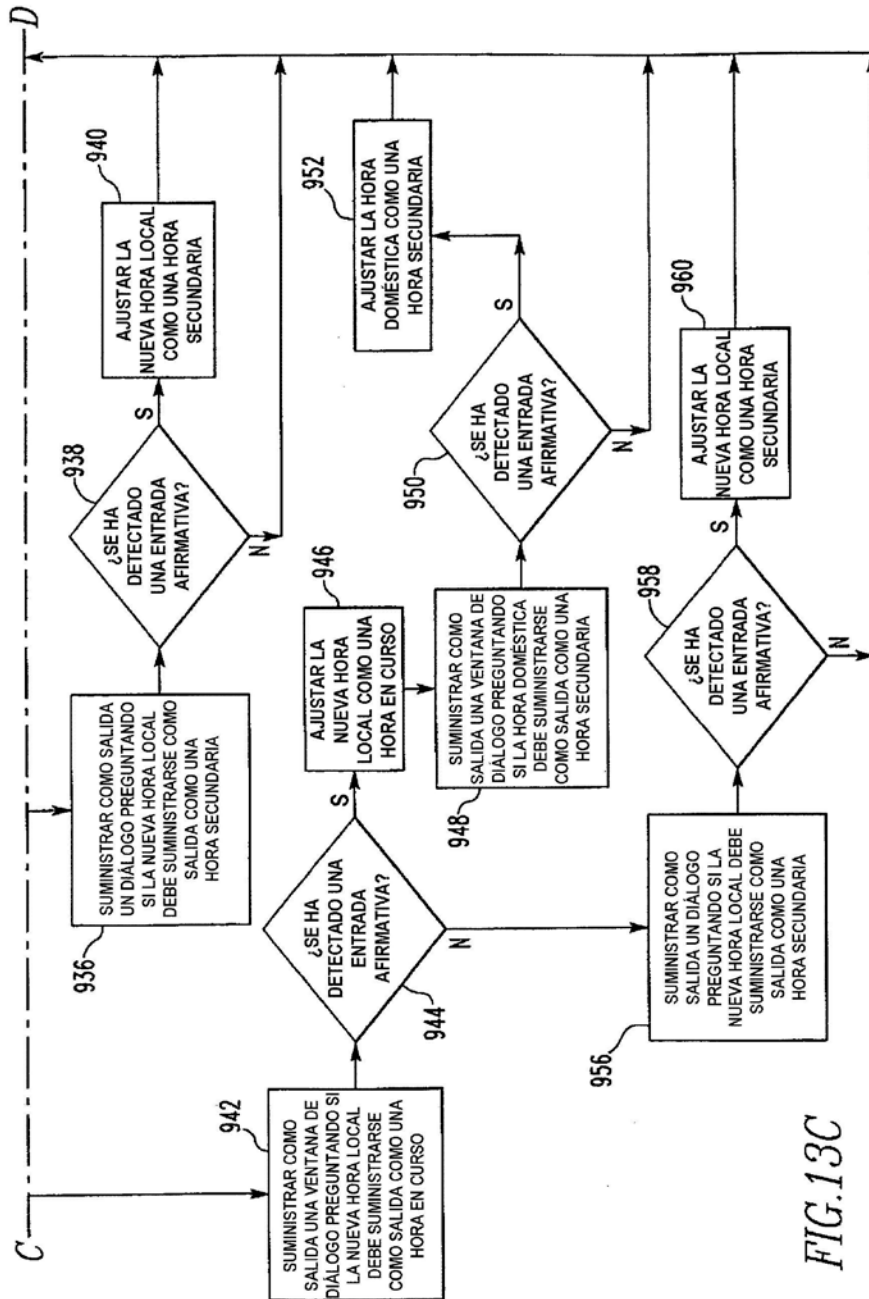 C
D
936
SUMINISTRAR COMO SALIDA
UN DIÁLOGO PREGUNTANDO
SI LA NUEVA HORA LOCAL
DEBE SUMINISTRARSE COMO
SALIDA COMO UNA
HORA SECUNDARIA
938
¿SE HA
DETECTADO
UNA ENTRADA
AFIRMATIVA?
S
N
940
AJUSTAR LA
NUEVA HORA LOCAL
COMO UNA HORA
SECUNDARIA
942
SUMINISTRAR COMO
SALIDA UNA VENTANA DE
DIÁLOGO PREGUNTANDO SI
LA NUEVA HORA LOCAL
DEBE SUMINISTRARSE
COMO SALIDA COMO UNA
HORA EN CURSO
944
¿SE HA
DETECTADO UNA
ENTRADA
AFIRMATIVA?
S
N
946
AJUSTAR LA
NUEVA HORA
LOCAL COMO UNA
HORA EN CURSO
948
SUMINISTRAR COMO
SALIDA UNA VENTANA DE
DIÁLOGO PREGUNTANDO
SI LA HORA DOMÉSTICA
DEBE SUMINISTRARSE
COMO SALIDA COMO UNA
HORA SECUNDARIA
950
¿SE HA
DETECTADO
UNA ENTRADA
AFIRMATIVA?
S
N
952
AJUSTAR LA HORA
DOMÉSTICA COMO UNA
HORA SECUNDARIA
956
SUMINISTRAR COMO
SALIDA UN DIÁLOGO
PREGUNTANDO SI LA
NUEVA HORA LOCAL DEBE
SUMINISTRARSE COMO
SALIDA COMO UNA
HORA SECUNDARIA
958
¿SE HA
DETECTADO
UNA ENTRADA
AFIRMATIVA?
S
N
960
AJUSTAR LA
NUEVA HORA LOCAL
COMO UNA HORA
SECUNDARIA
FIG.13C